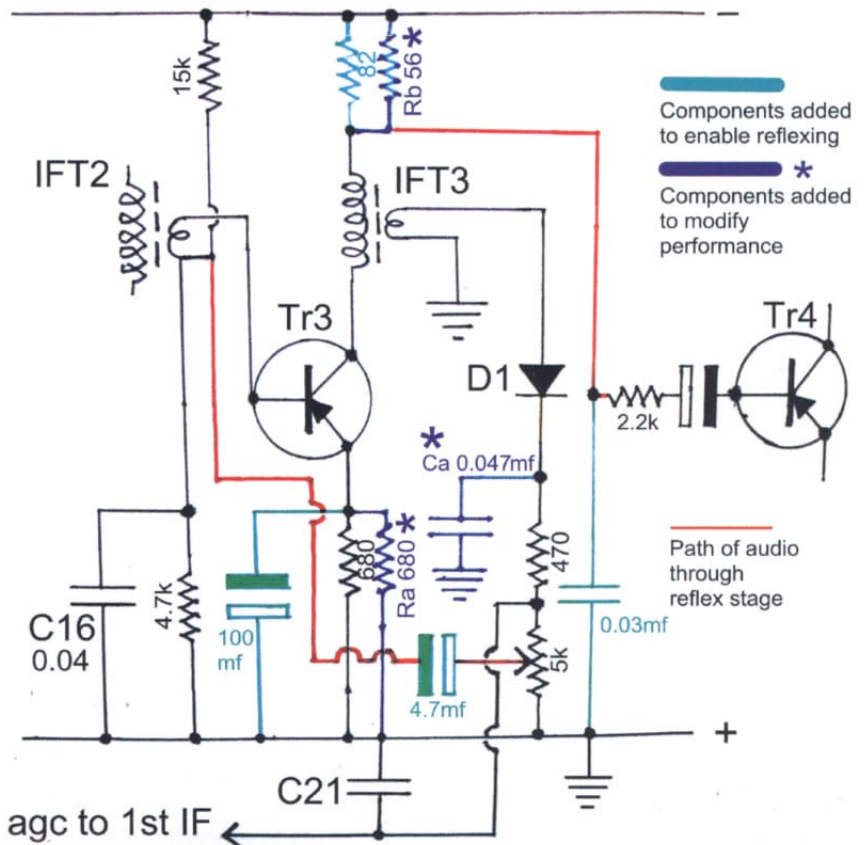 −
15k
82
Rb 56 *
Components added
to enable reflexing
*
Components added
to modify
performance
IFT2
IFT3
Tr3
Tr4
D1
2.2k
*
Ca 0.047mf
680
Ra 680 *
470
Path of audio
through
reflex stage
C16
0.04
4.7k
100
mf
4.7mf
5k
0.03mf
+
C21
agc to 1st IF